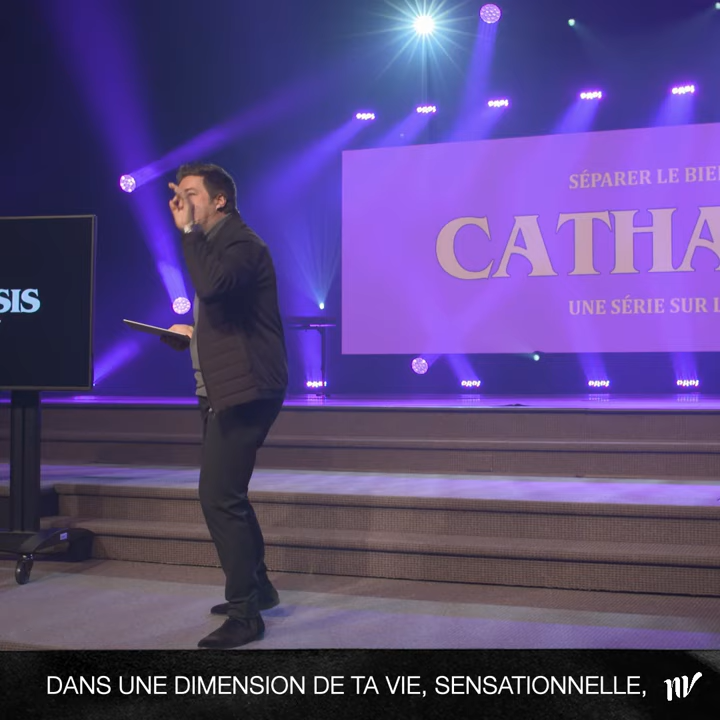 SÉPARER LE BIE
CATHA
UNE SÉRIE SUR L
SIS
DANS UNE DIMENSION DE TA VIE, SENSATIONNELLE,